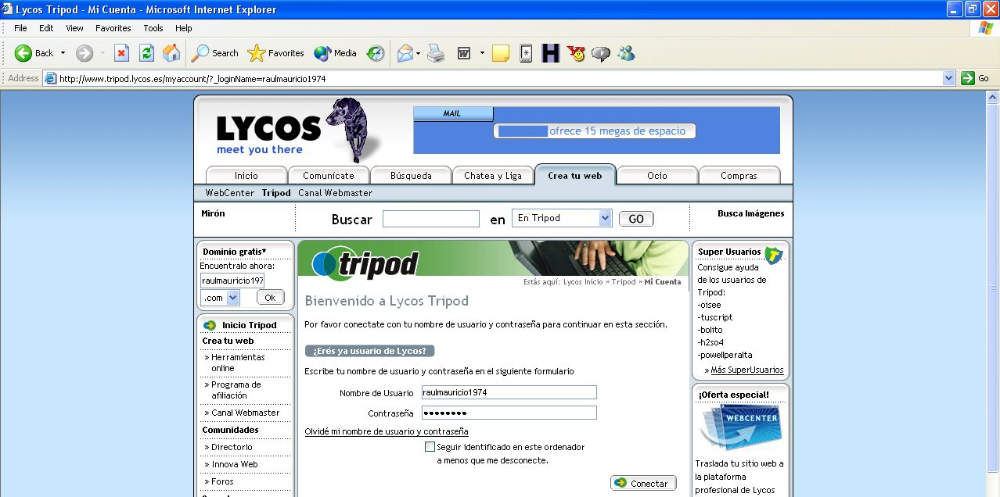 Lycos Tripod - Mi Cuenta - Microsoft Internet Explorer
File Edit View Favorites Tools Help
Back Search Favorites Media
Address http://www.tripod.lycos.es/myaccount/?_loginName=raulmauricio1974 Go
LYCOS
meet you there
MAIL
ofrece 15 megas de espacio
Inicio Comunícate Búsqueda Chatea y Liga Crea tu web Ocio Compras
WebCenter Tripod Canal Webmaster
Mirón
Buscar en En Tripod GO
Busca Imágenes
Dominio gratis*
Encuentralo ahora:
raulmauricio197
.com Ok
Inicio Tripod
Crea tu web
» Herramientas
online
» Programa de
afiliación
» Canal Webmaster
Comunidades
» Directorio
» Innova Web
» Foros
tripod
Estás aquí: Lycos Inicio » Tripod » Mi Cuenta
Bienvenido a Lycos Tripod
Por favor conectate con tu nombre de usuario y contraseña para continuar en esta sección.
¿Erés ya usuario de Lycos?
Escribe tu nombre de usuario y contraseña en el siguiente formulario
Nombre de Usuario raulmauricio1974
Contraseña ••••••••
Olvidé mi nombre de usuario y contraseña
Seguir identificado en este ordenador
a menos que me desconecte.
Conectar
Super Usuarios T
Consigue ayuda
de los usuarios de
Tripod:
-oisee
-tuscript
-bolito
-h2so4
-powellperalta
» Más SuperUsuarios
¡Oferta especial!
WEBCENTER
Traslada tu sitio web a
la plataforma
profesional de Lycos